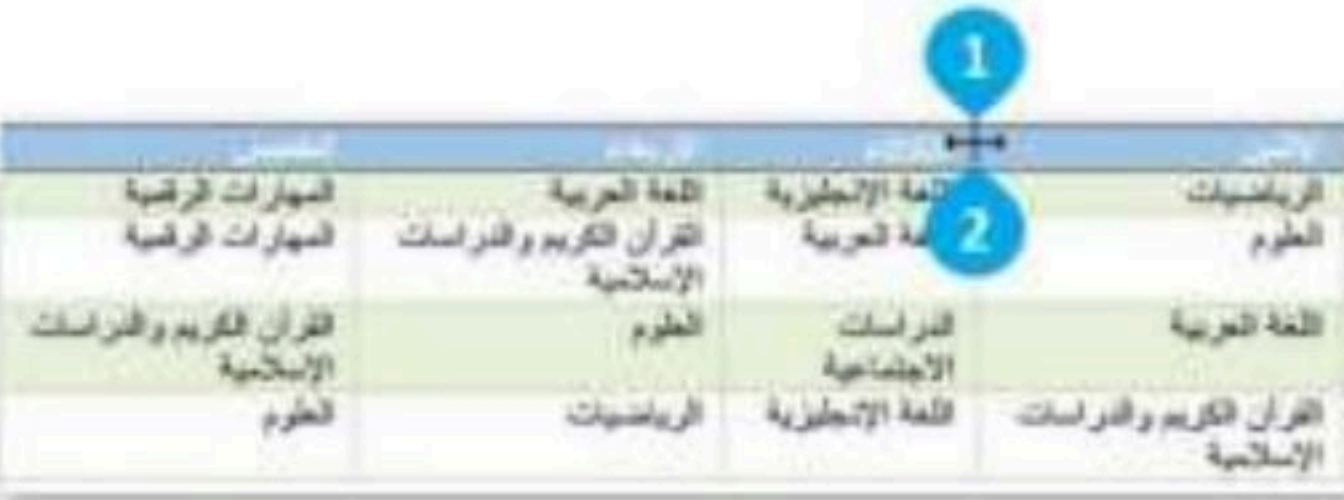 1
الرياضيات اللغة الإنجليزية اللغة العربية المهارات الرقمية
2
العلوم اللغة العربية القرآن الكريم والدراسات الإسلامية المهارات الرقمية
اللغة العربية الدراسات الاجتماعية العلوم القرآن الكريم والدراسات الإسلامية
القرآن الكريم والدراسات الإسلامية اللغة الإنجليزية الرياضيات العلوم